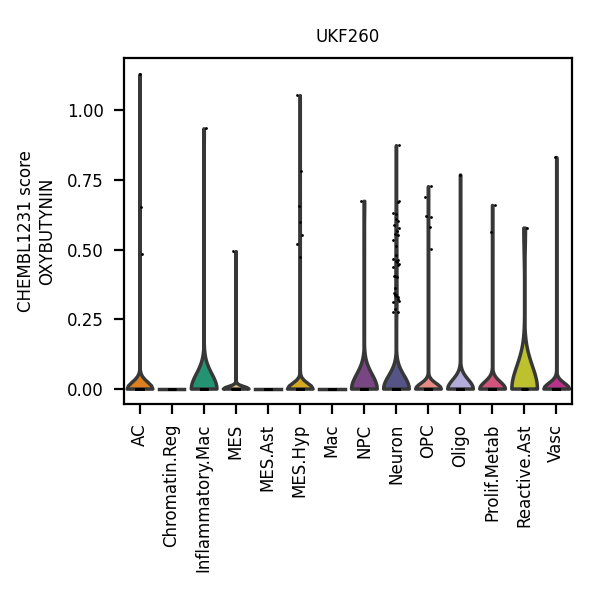 UKF260
CHEMBL1231 score
OXYBUTYNIN
1.00
0.75
0.50
0.25
0.00
AC
Chromatin.Reg
Inflammatory.Mac
MES
MES.Ast
MES.Hyp
Mac
NPC
Neuron
OPC
Oligo
Prolif.Metab
Reactive.Ast
Vasc